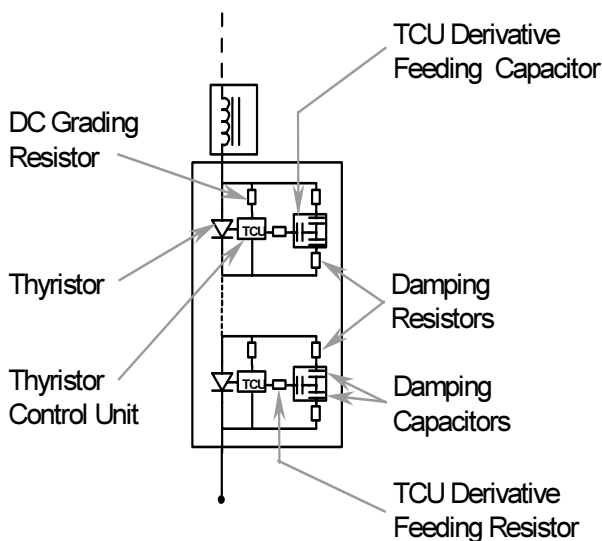 TCU Derivative
Feeding Capacitor
DC Grading
Resistor
TCU
Thyristor
Damping
Resistors
Thyristor
Control Unit
TCU
Damping
Capacitors
TCU Derivative
Feeding Resistor